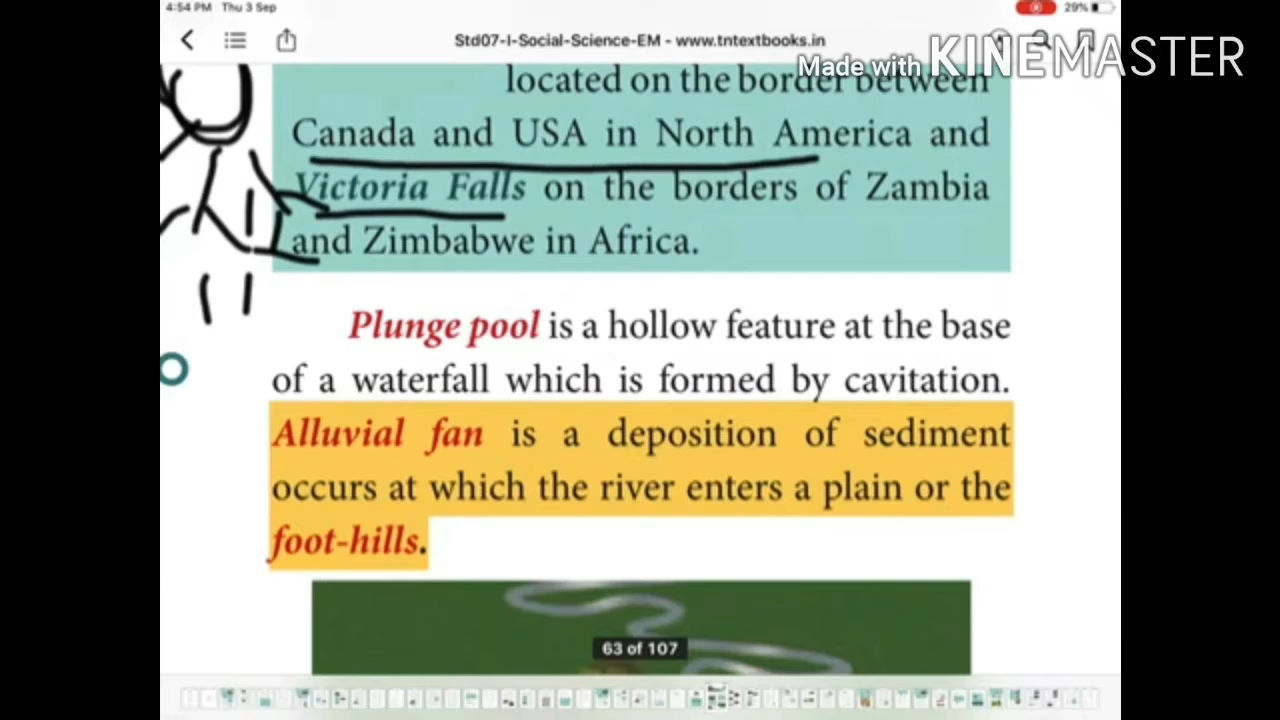 4:54 PM Thu 3 Sep
29%
Std07-I-Social-Science-EM - www.tntextbooks.in
Made with KINEMASTER
located on the border between
Canada and USA in North America and
Victoria Falls on the borders of Zambia
and Zimbabwe in Africa.
Plunge pool is a hollow feature at the base
of a waterfall which is formed by cavitation.
Alluvial fan is a deposition of sediment
occurs at which the river enters a plain or the
foot-hills.
63 of 107